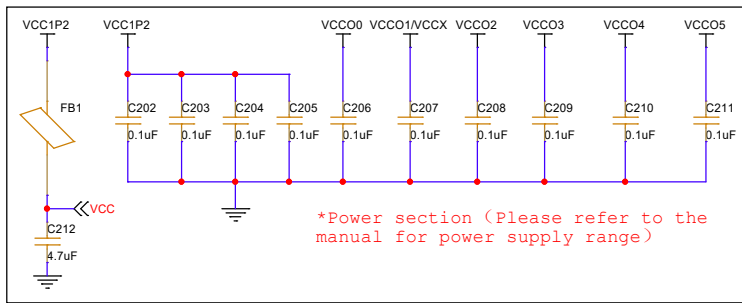 VCC1P2 VCC1P2 VCCO0 VCCO1/VCCX VCCO2 VCCO3 VCCO4 VCCO5
FB1 C202 C203 C204 C205 C206 C207 C208 C209 C210 C211
0.1uF 0.1uF 0.1uF 0.1uF 0.1uF 0.1uF 0.1uF 0.1uF 0.1uF 0.1uF
VCC
C212
4.7uF
*Power section（Please refer to the
manual for power supply range）